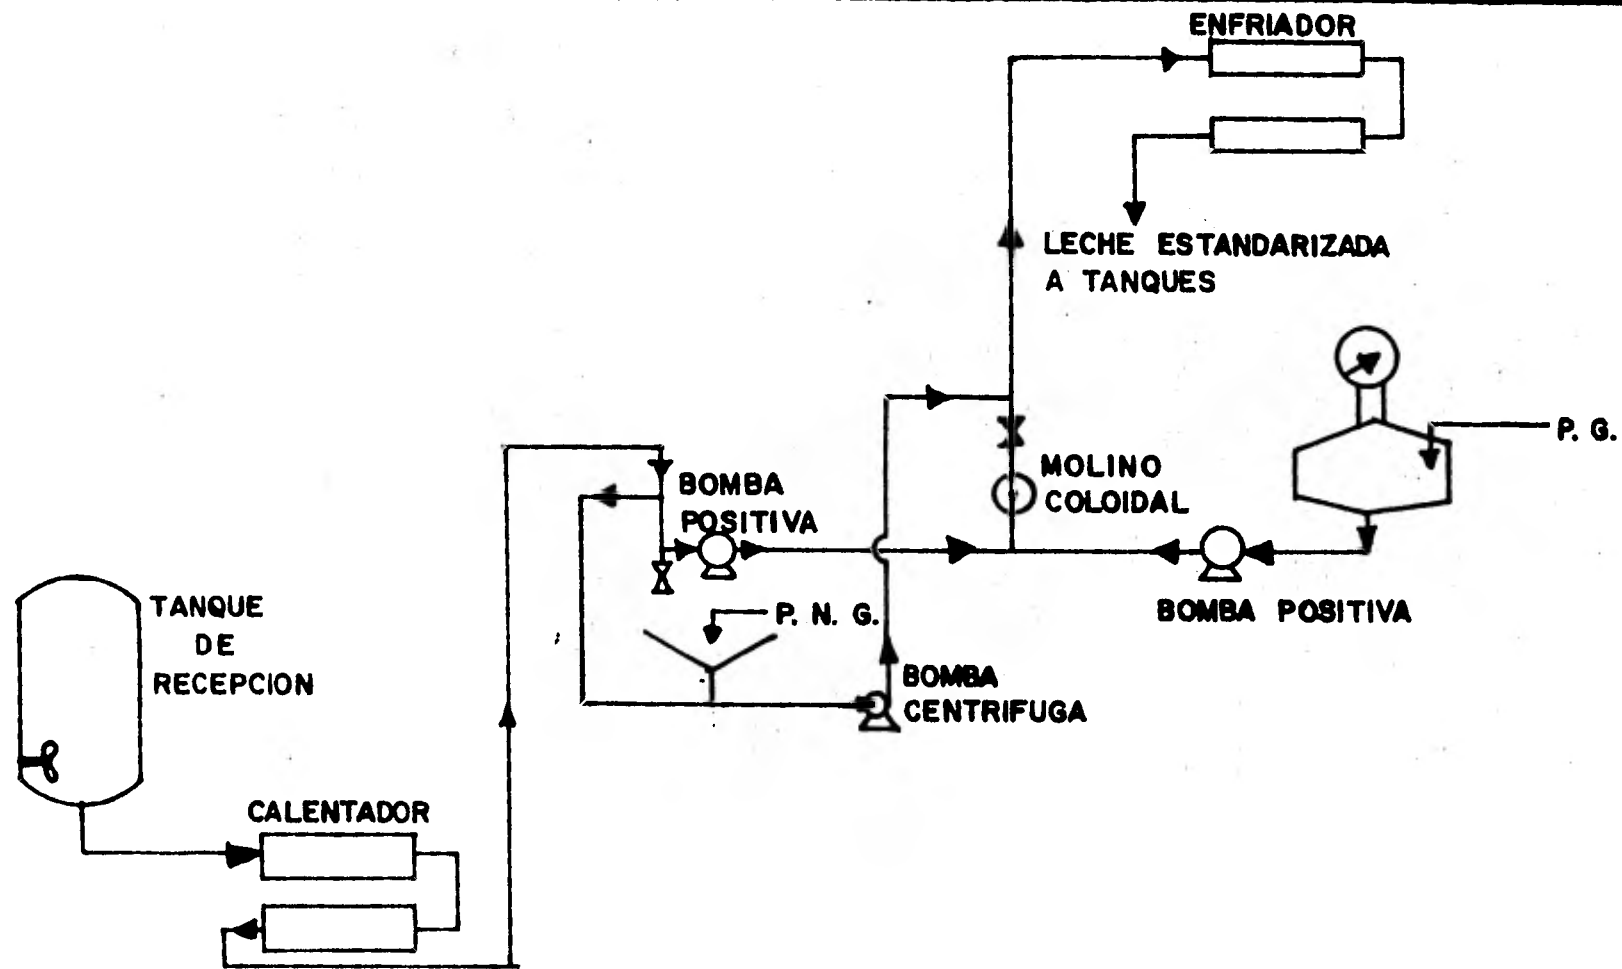 ENFRIADOR
LECHE ESTANDARIZADA
A TANQUES
P. G.
MOLINO
COLOIDAL
BOMBA
POSITIVA
BOMBA POSITIVA
P. N. G.
TANQUE
DE
RECEPCION
BOMBA
CENTRIFUGA
CALENTADOR